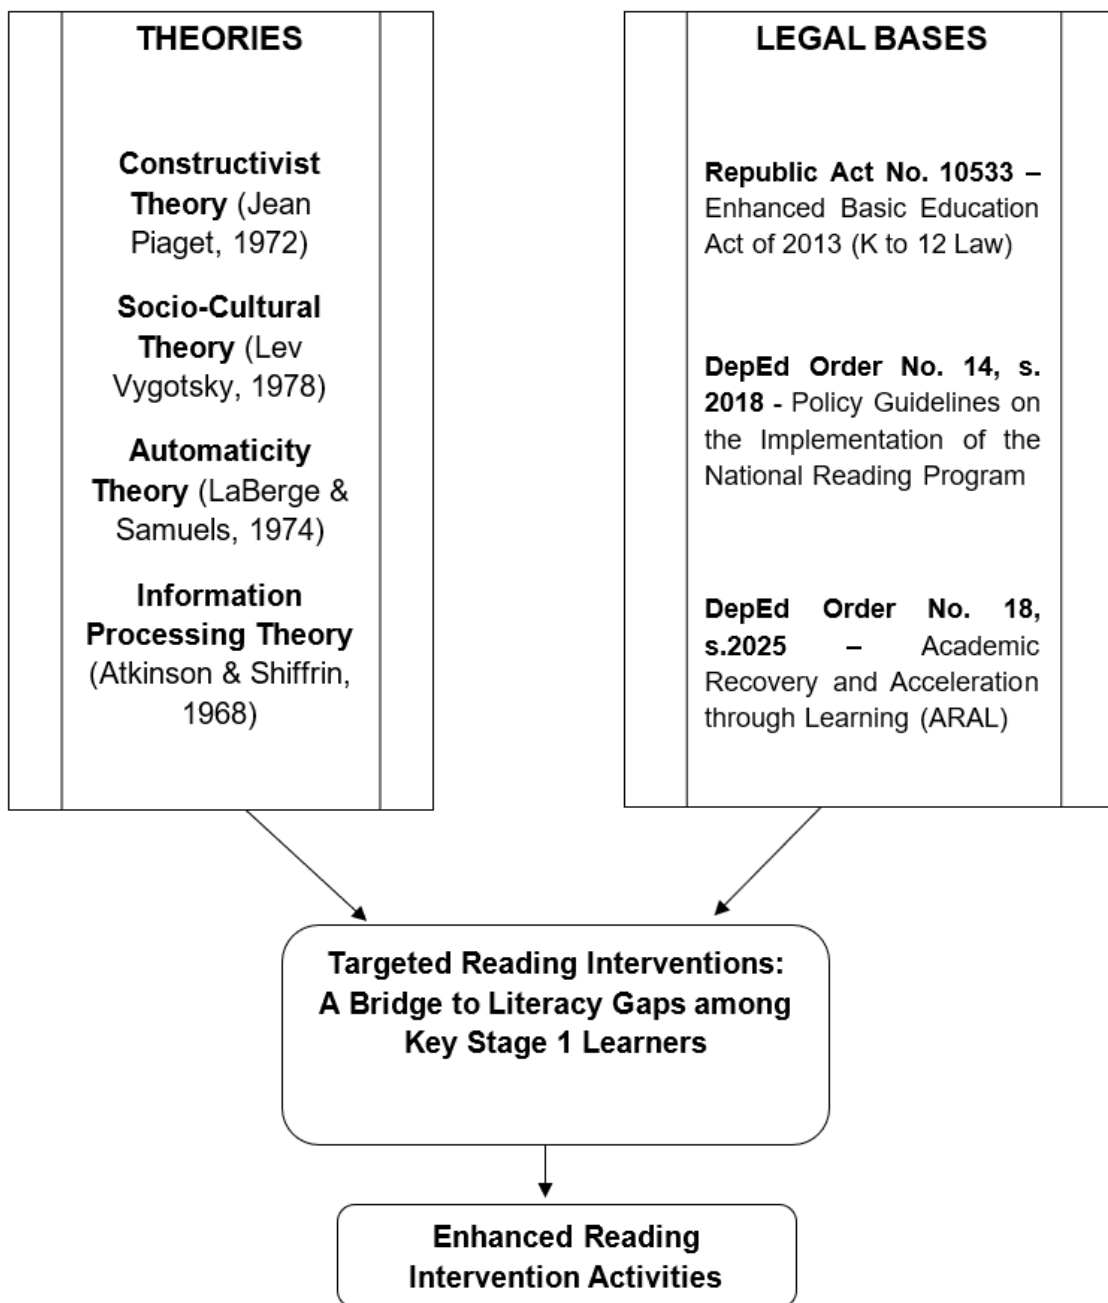 THEORIES
Constructivist
Theory (Jean
Piaget, 1972)
Socio-Cultural
Theory (Lev
Vygotsky, 1978)
Automaticity
Theory (LaBerge &
Samuels, 1974)
Information
Processing Theory
(Atkinson & Shiffrin,
1968)
LEGAL BASES
Republic Act No. 10533 –
Enhanced Basic Education
Act of 2013 (K to 12 Law)
DepEd Order No. 14, s.
2018 - Policy Guidelines on
the Implementation of the
National Reading Program
DepEd Order No. 18,
s.2025 – Academic
Recovery and Acceleration
through Learning (ARAL)
Targeted Reading Interventions:
A Bridge to Literacy Gaps among
Key Stage 1 Learners
Enhanced Reading
Intervention Activities